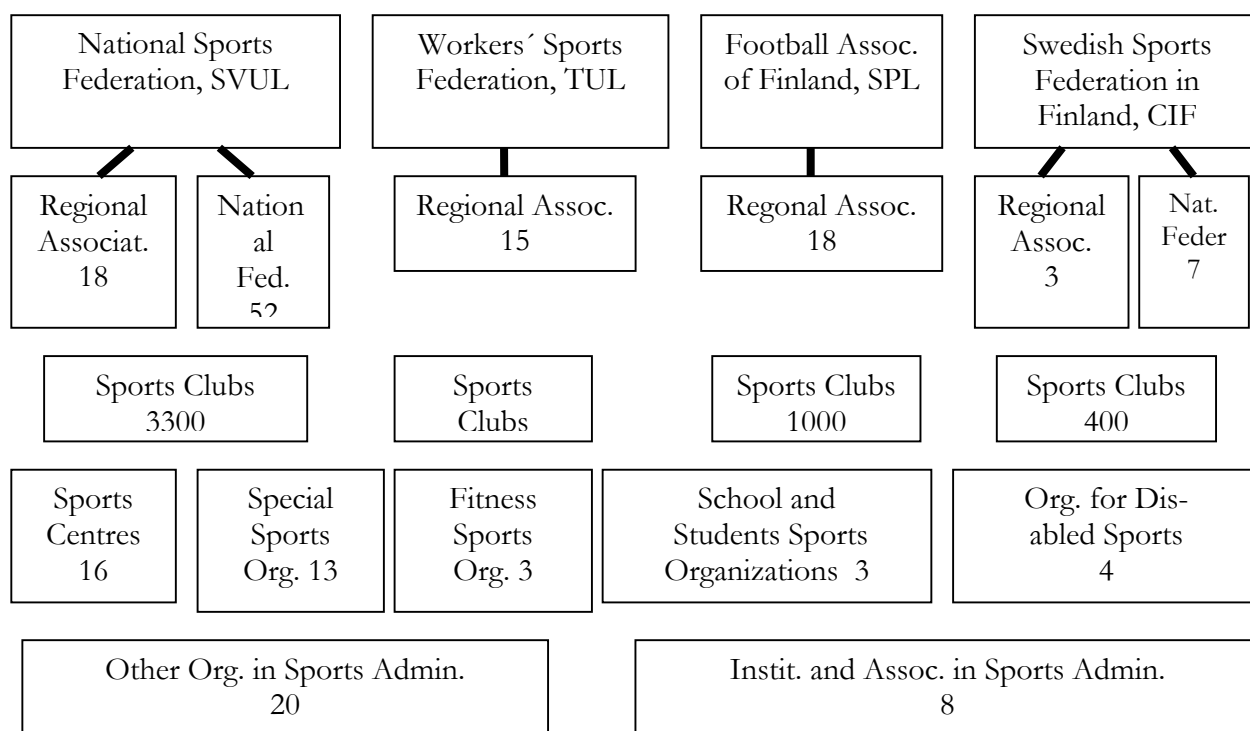 National Sports
Federation, SVUL
Workers´ Sports
Federation, TUL
Football Assoc.
of Finland, SPL
Swedish Sports
Federation in
Finland, CIF
Regional
Associat.
18
Nation
al
Fed.
52
Regional Assoc.
15
Regonal Assoc.
18
Regional
Assoc.
3
Nat.
Feder
7
Sports Clubs
3300
Sports
Clubs
Sports Clubs
1000
Sports Clubs
400
Sports
Centres
16
Special
Sports
Org. 13
Fitness
Sports
Org. 3
School and
Students Sports
Organizations 3
Org. for Dis-
abled Sports
4
Other Org. in Sports Admin.
20
Instit. and Assoc. in Sports Admin.
8